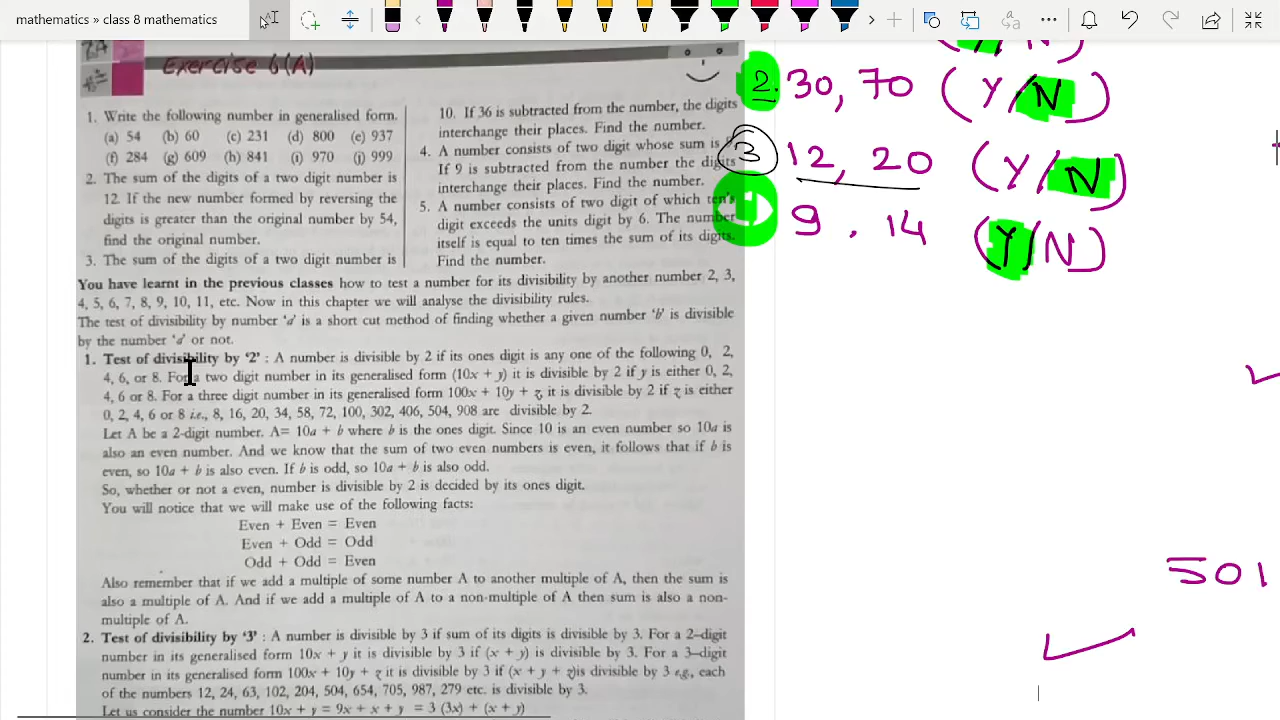 mathematics » class 8 mathematics
Exercise 6(A)
1. Write the following number in generalised form.
(a) 54 (b) 60 (c) 231 (d) 800 (e) 937
(f) 284 (g) 609 (h) 841 (i) 970 (j) 999
2. The sum of the digits of a two digit number is
12. If the new number formed by reversing the
digits is greater than the original number by 54,
find the original number.
3. The sum of the digits of a two digit number is
10. If 36 is subtracted from the number, the digits
interchange their places. Find the number.
4. A number consists of two digit whose sum is
If 9 is subtracted from the number the digits
interchange their places. Find the number.
5. A number consists of two digit of which ten's
digit exceeds the units digit by 6. The number
itself is equal to ten times the sum of its digits.
Find the number.
You have learnt in the previous classes how to test a number for its divisibility by another number 2, 3,
4, 5, 6, 7, 8, 9, 10, 11, etc. Now in this chapter we will analyse the divisibility rules.
The test of divisibility by number 'a' is a short cut method of finding whether a given number 'b' is divisible
by the number 'a' or not.
1. Test of divisibility by '2' : A number is divisible by 2 if its ones digit is any one of the following 0, 2,
4, 6, or 8. For a two digit number in its generalised form (10x + y) it is divisible by 2 if y is either 0, 2,
4, 6 or 8. For a three digit number in its generalised form 100x + 10y + z, it is divisible by 2 if z is either
0, 2, 4, 6 or 8 i.e., 8, 16, 20, 34, 58, 72, 100, 302, 406, 504, 908 are divisible by 2.
Let A be a 2-digit number. A= 10a + b where b is the ones digit. Since 10 is an even number so 10a is
also an even number. And we know that the sum of two even numbers is even, it follows that if b is
even, so 10a + b is also even. If b is odd, so 10a + b is also odd.
So, whether or not a even, number is divisible by 2 is decided by its ones digit.
You will notice that we will make use of the following facts:
Even + Even = Even
Even + Odd = Odd
Odd + Odd = Even
Also remember that if we add a multiple of some number A to another multiple of A, then the sum is
also a multiple of A. And if we add a multiple of A to a non-multiple of A then sum is also a non-
multiple of A.
2. Test of divisibility by '3' : A number is divisible by 3 if sum of its digits is divisible by 3. For a 2-digit
number in its generalised form 10x + y it is divisible by 3 if (x + y) is divisible by 3. For a 3-digit
number in its generalised form 100x + 10y + z it is divisible by 3 if (x + y + z)is divisible by 3 e.g., each
of the numbers 12, 24, 63, 102, 204, 504, 654, 705, 987, 279 etc. is divisible by 3.
Let us consider the number 10x + y = 9x + x + y = 3 (3x) + (x + y)
2. 30, 70 (Y/N)
3 12, 20 (Y/N)
9, 14 (Y/N)
501